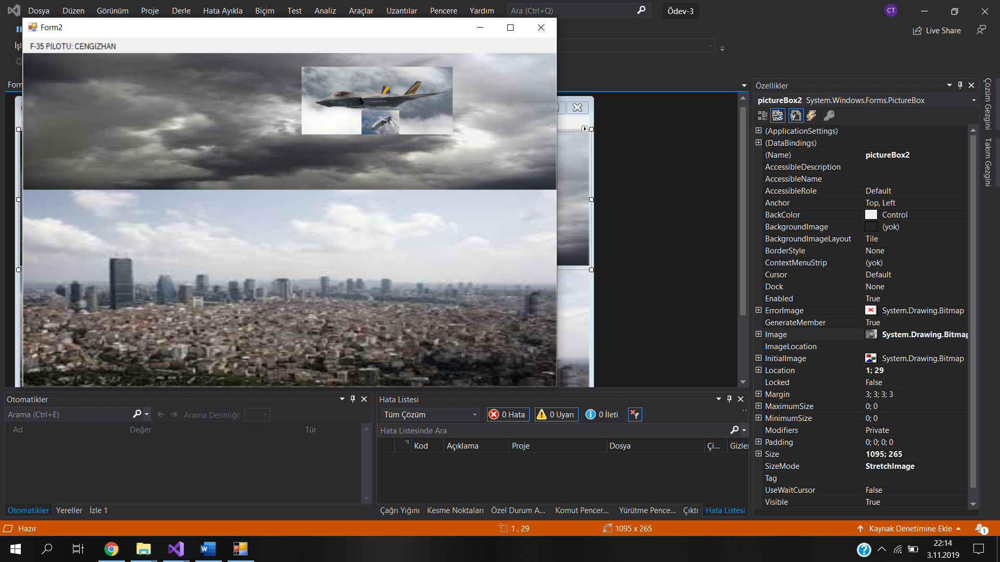 Dosya Düzen Görünüm Proje Derle Hata Ayıkla Biçim Test Analiz Araçlar Uzantılar Pencere Yardım Ara (Ctrl+Q) Ödev-3 CT
Form2
Live Share
F-35 PİLOTU: CENGİZHAN
Özellikler
pictureBox2 System.Windows.Forms.PictureBox
(ApplicationSettings)
(DataBindings)
(Name) pictureBox2
AccessibleDescription
AccessibleName
AccessibleRole Default
Anchor Top, Left
BackColor Control
BackgroundImage (yok)
BackgroundImageLayout Tile
BorderStyle None
ContextMenuStrip (yok)
Cursor Default
Dock None
Enabled True
ErrorImage System.Drawing.Bitmap
GenerateMember True
Image System.Drawing.Bitmap
ImageLocation
InitialImage System.Drawing.Bitmap
Location 1; 29
Locked False
Margin 3; 3; 3; 3
MaximumSize 0; 0
MinimumSize 0; 0
Modifiers Private
Padding 0; 0; 0; 0
Size 1095; 265
SizeMode StretchImage
Tag
UseWaitCursor False
Visible True
Çözüm Gezgini
Takım Gezgini
Otomatikler
Arama (Ctrl+E) Arama Derinliği:
Ad Değer Tür
Otomatikler Yereller İzle 1
Hata Listesi
Tüm Çözüm 0 Hata 0 Uyarı 0 İleti
Hata Listesinde Ara
Kod Açıklama Proje Dosya Çi... Gizler
Çağrı Yığını Kesme Noktaları Özel Durum A... Komut Pencer... Yürütme Pence... Çıktı Hata Listesi
Hazır 1 , 29 1095 x 265 Kaynak Denetimine Ekle 1
22:14
3.11.2019